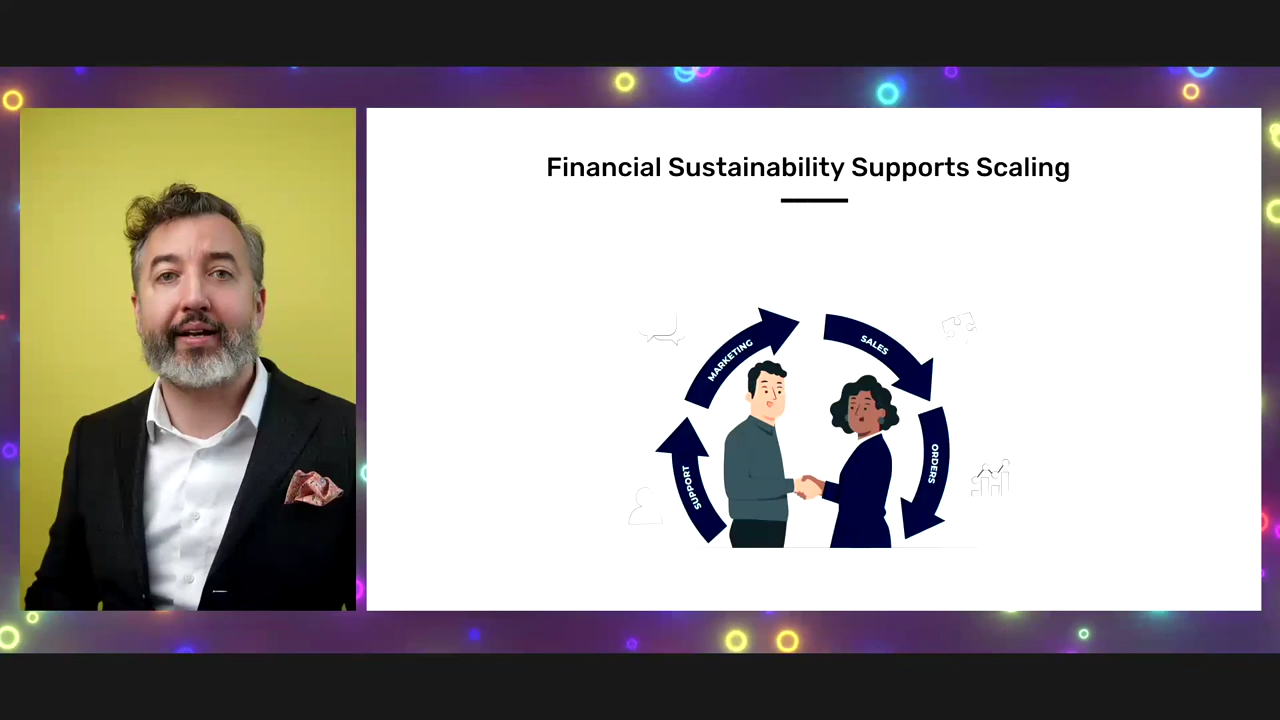 Financial Sustainability Supports Scaling
MARKETING
SALES
SUPPORT
ORDERS